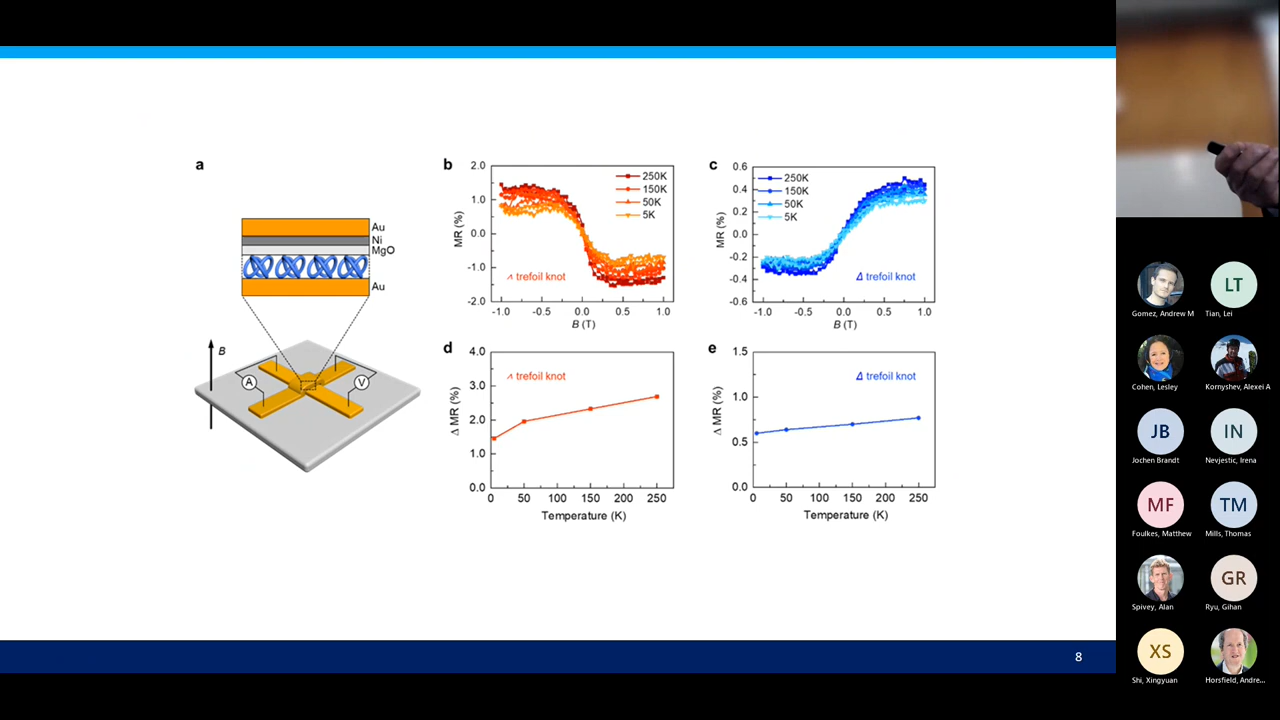 a
Au
Ni
MgO
Au
B
A
V
b
2.0
1.0
0.0
-1.0
-2.0
MR (%)
250K
150K
50K
5K
Λ trefoil knot
-1.0 -0.5 0.0 0.5 1.0
B (T)
c
0.6
0.4
0.2
0.0
-0.2
-0.4
-0.6
MR (%)
250K
150K
50K
5K
Δ trefoil knot
-1.0 -0.5 0.0 0.5 1.0
B (T)
d
4.0
3.0
2.0
1.0
0.0
Δ MR (%)
Λ trefoil knot
0 50 100 150 200 250
Temperature (K)
e
1.5
1.0
0.5
0.0
Δ MR (%)
Δ trefoil knot
0 50 100 150 200 250
Temperature (K)
8
Gomez, Andrew M
LT
Tian, Lei
Cohen, Lesley
Kornyshev, Alexei A
JB
Jochen Brandt
IN
Nevjestic, Irena
MF
Foulkes, Matthew
TM
Mills, Thomas
Spivey, Alan
GR
Ryu, Gihan
XS
Shi, Xingyuan
Horsfield, Andre...